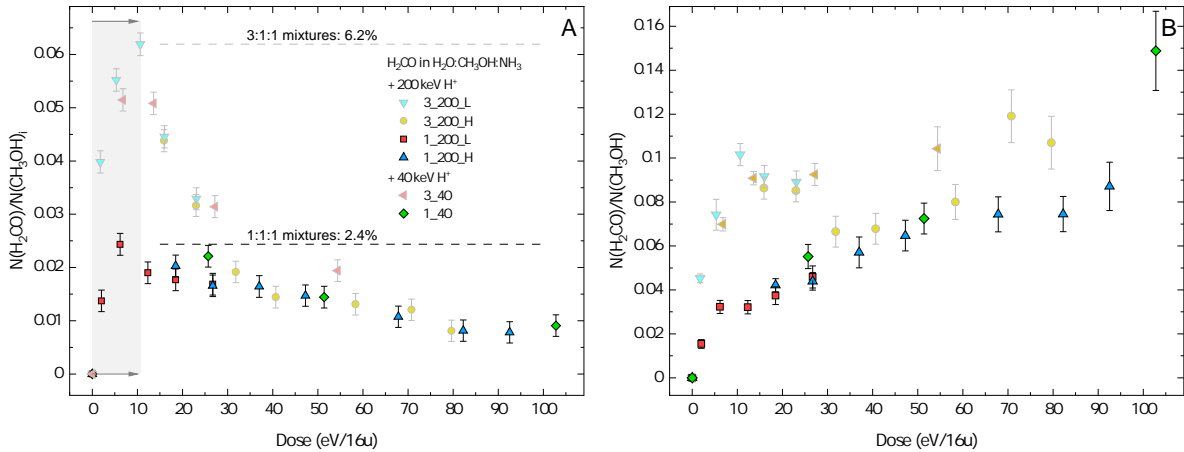 A
3:1:1 mixtures: 6.2%
H₂CO in H₂O:CH₃OH:NH₃
+ 200 keV H⁺
3_200_L
3_200_H
1_200_L
1_200_H
+ 40 keV H⁺
3_40
1_40
1:1:1 mixtures: 2.4%
N(H₂CO)/N(CH₃OH)ᵢ
0.06
0.05
0.04
0.03
0.02
0.01
0
0 10 20 30 40 50 60 70 80 90 100
Dose (eV/16u)
B
N(H₂CO)/N(CH₃OH)
0.16
0.14
0.12
0.1
0.08
0.06
0.04
0.02
0
0 10 20 30 40 50 60 70 80 90 100
Dose (eV/16u)